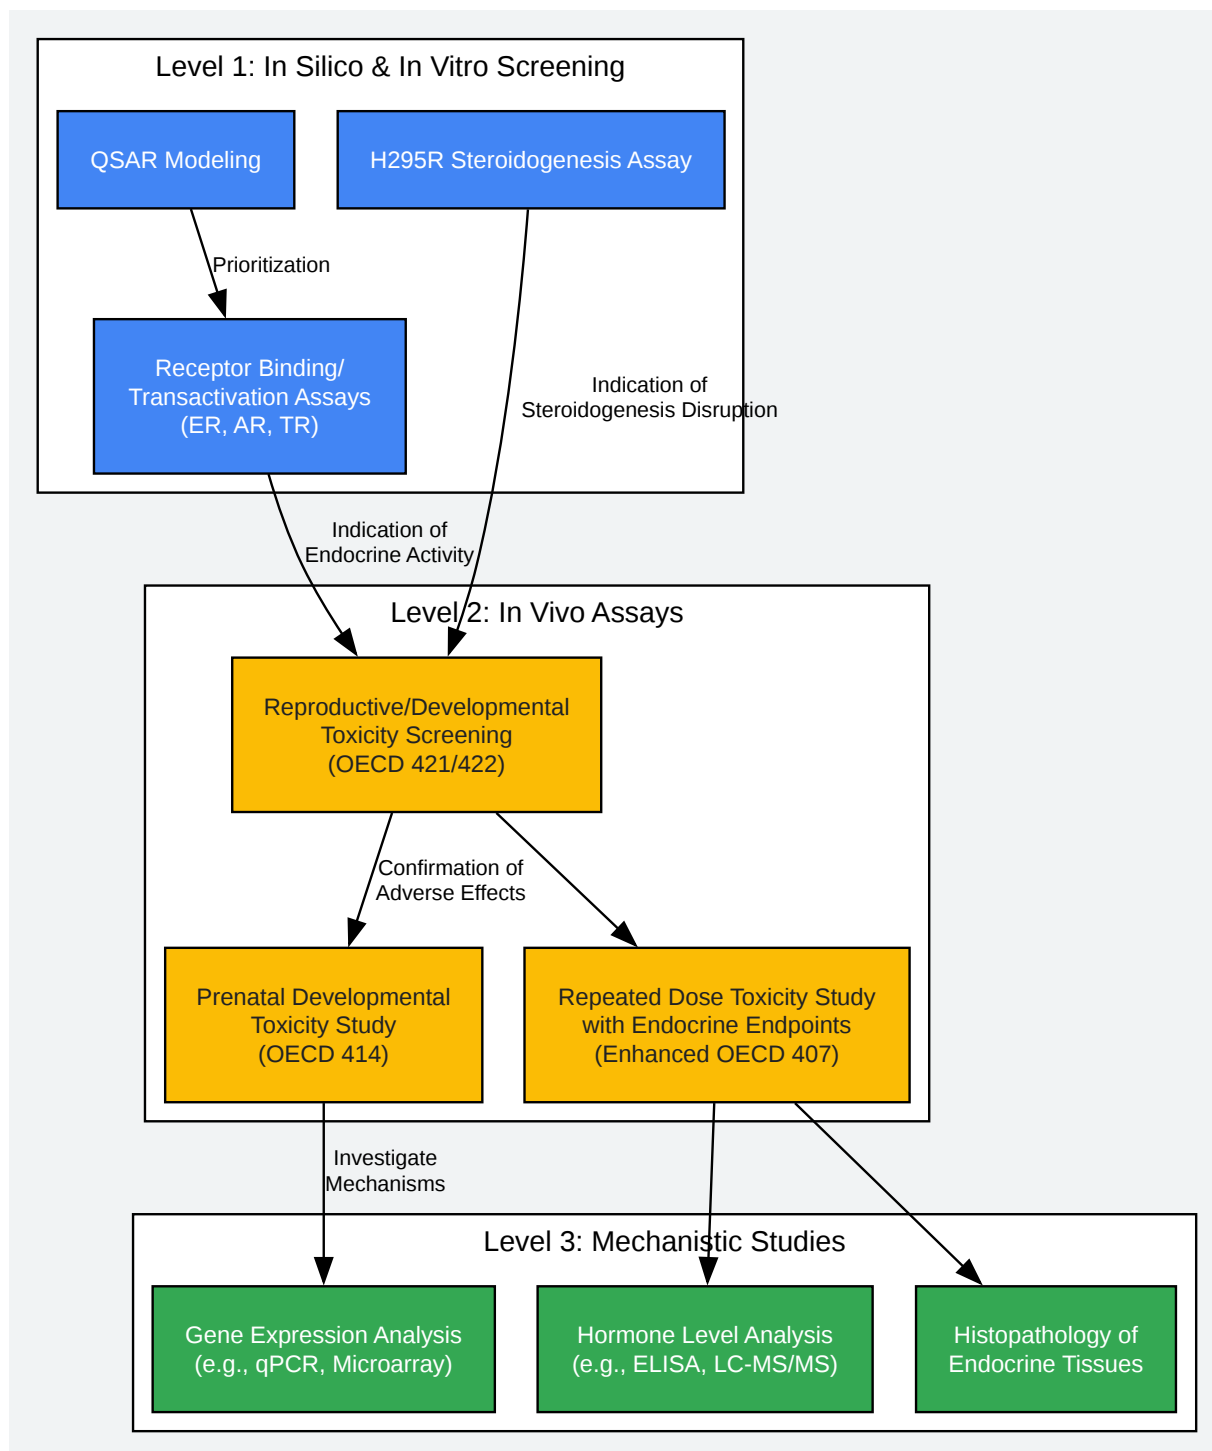 Level 1: In Silico & In Vitro Screening
QSAR Modeling
H295R Steroidogenesis Assay
Prioritization
Receptor Binding/
Transactivation Assays
(ER, AR, TR)
Indication of
Steroidogenesis Disruption
Indication of
Endocrine Activity
Level 2: In Vivo Assays
Reproductive/Developmental
Toxicity Screening
(OECD 421/422)
Confirmation of
Adverse Effects
Prenatal Developmental
Toxicity Study
(OECD 414)
Repeated Dose Toxicity Study
with Endocrine Endpoints
(Enhanced OECD 407)
Investigate
Mechanisms
Level 3: Mechanistic Studies
Gene Expression Analysis
(e.g., qPCR, Microarray)
Hormone Level Analysis
(e.g., ELISA, LC-MS/MS)
Histopathology of
Endocrine Tissues